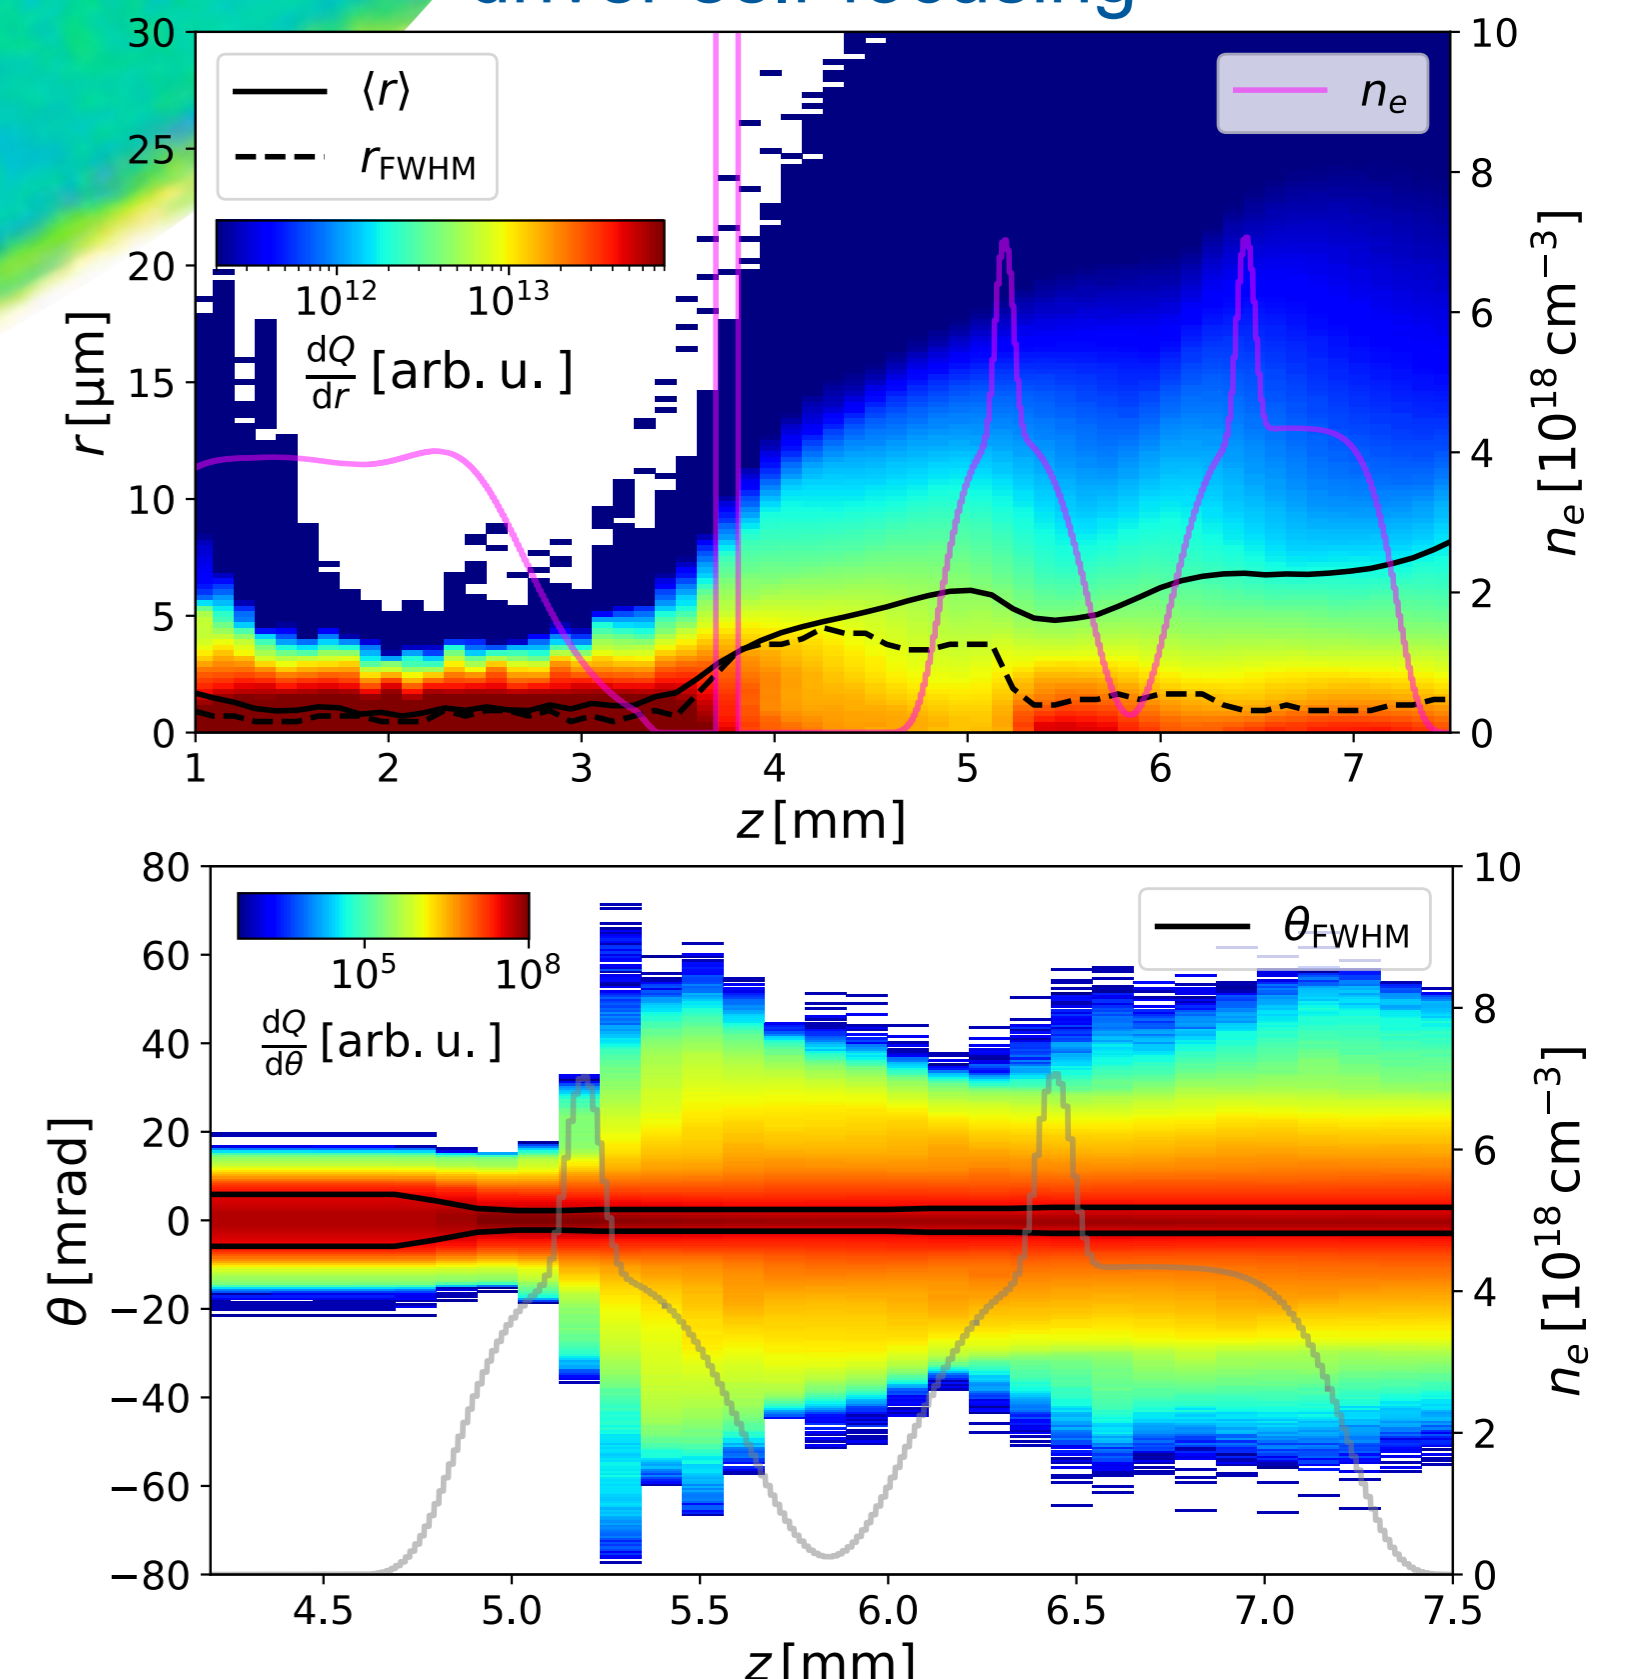 driver self-focusing
30
25
20
15
10
5
0
r [μm]
⟨r⟩
r_FWHM
10^12 10^13
dQ/dr [arb. u.]
n_e
10
8
6
4
2
0
n_e [10^18 cm^−3]
1 2 3 4 5 6 7
z [mm]
80
60
40
20
0
−20
−40
−60
−80
θ [mrad]
10^5 10^8
dQ/dθ [arb. u.]
θ_FWHM
10
8
6
4
2
0
n_e [10^18 cm^−3]
4.5 5.0 5.5 6.0 6.5 7.0 7.5
z [mm]